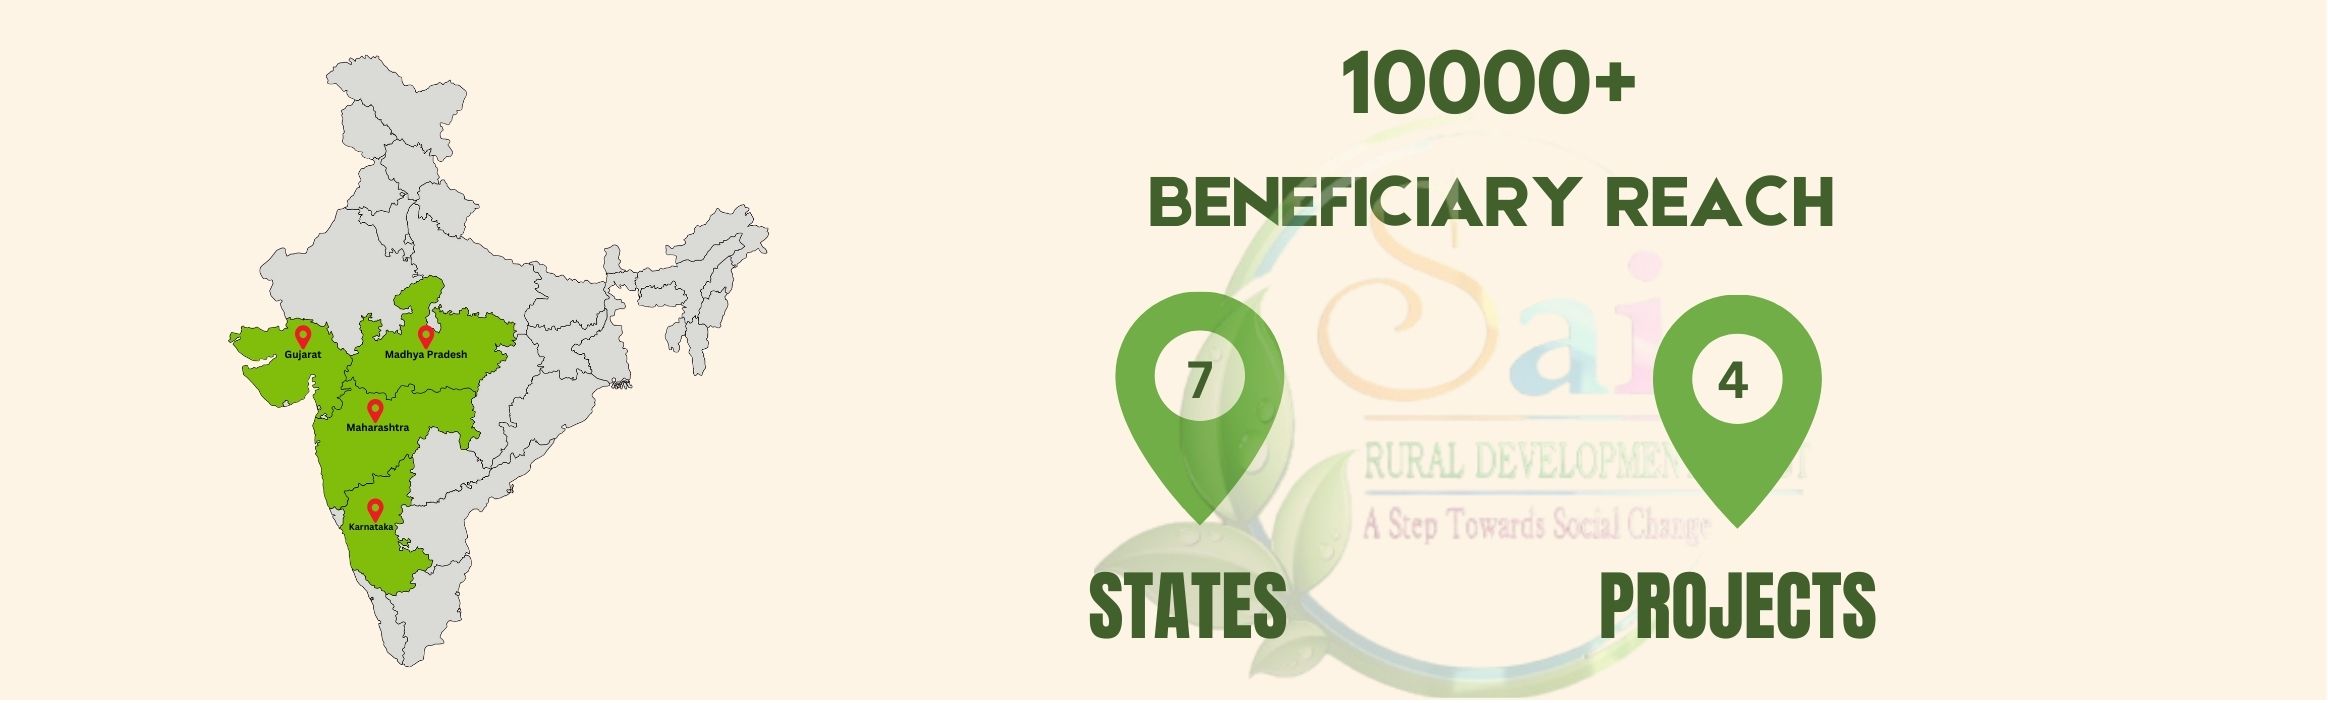 Gujarat
Madhya Pradesh
Maharashtra
Karnataka
10000+
BENEFICIARY REACH
7
4
STATES
PROJECTS
Sai
RURAL DEVELOPMEN
A Step Towards Social Change